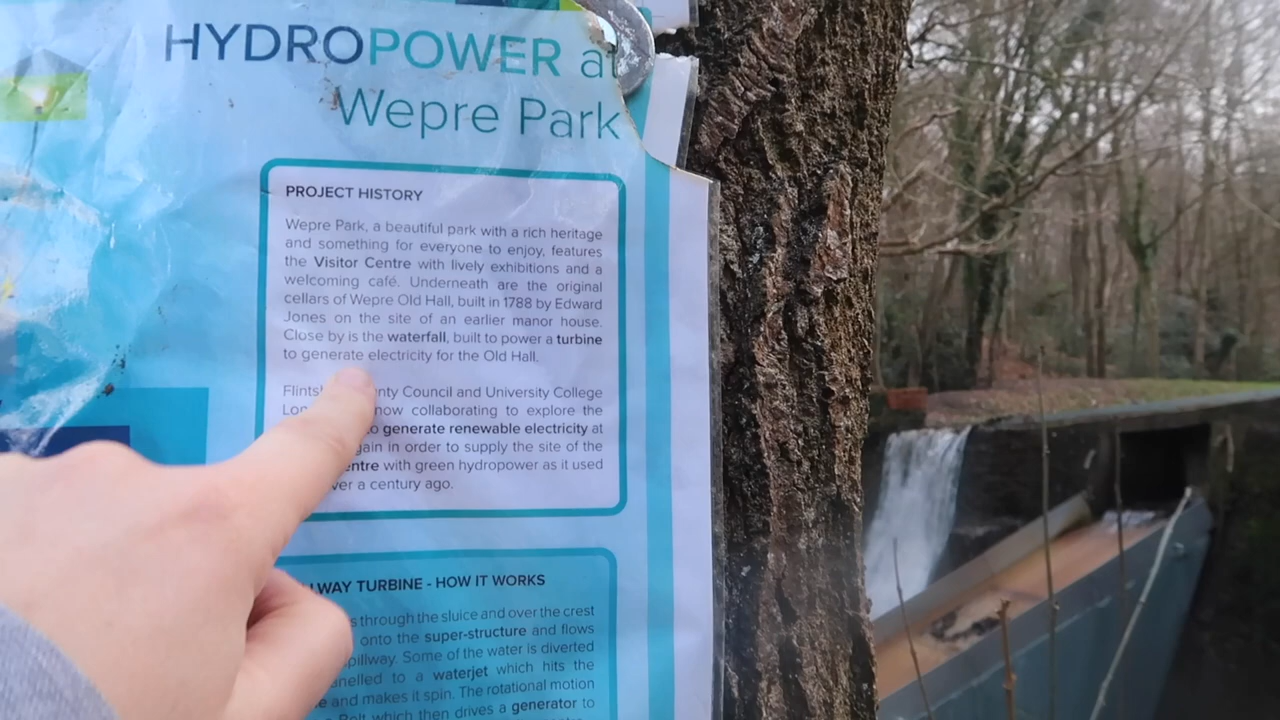 HYDROPOWER at
Wepre Park
PROJECT HISTORY
Wepre Park, a beautiful park with a rich heritage
and something for everyone to enjoy, features
the Visitor Centre with lively exhibitions and a
welcoming café. Underneath are the original
cellars of Wepre Old Hall, built in 1788 by Edward
Jones on the site of an earlier manor house.
Close by is the waterfall, built to power a turbine
to generate electricity for the Old Hall.
Council and University College
now collaborating to explore the
generate renewable electricity at
in order to supply the site of the
with green hydropower as it used
a century ago.
TURBINE - HOW IT WORKS
through the sluice and over the crest
onto the super-structure and flows
Some of the water is diverted
to a waterjet which hits the
and makes it spin. The rotational motion
Belt which then drives a generator to